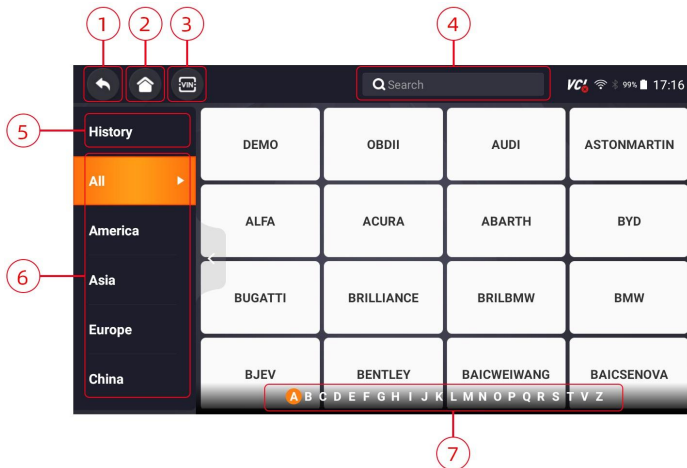 1 2 3 4
VIN Search VCI 99% 17:16
5 History DEMO OBDII AUDI ASTONMARTIN
All
America ALFA ACURA ABARTH BYD
6 Asia
BUGATTI BRILLIANCE BRILBMW BMW
Europe
China BJEV BENTLEY BAICWEIWANG BAICSENOVA
A B C D E F G H I J K L M N O P Q R S T V Z
7